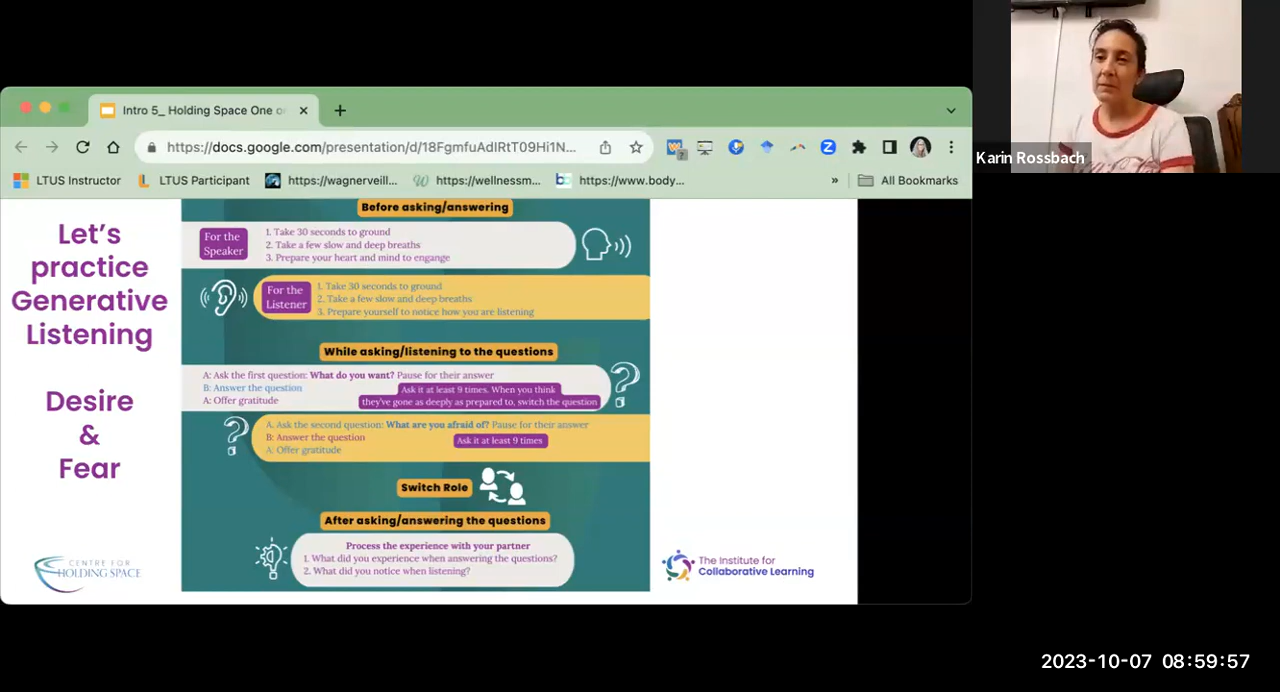 Intro 5_ Holding Space One o
https://docs.google.com/presentation/d/18FgmfuAdIRtT09Hi1N...
LTUS Instructor
LTUS Participant
https://wagnerveill...
https://wellnessm...
https://www.body...
»
All Bookmarks
Karin Rossbach
Let's
practice
Generative
Listening
Desire
&
Fear
Before asking/answering
For the
Speaker
1. Take 30 seconds to ground
2. Take a few slow and deep breaths
3. Prepare your heart and mind to engange
For the
Listener
1. Take 30 seconds to ground
2. Take a few slow and deep breaths
3. Prepare yourself to notice how you are listening
While asking/listening to the questions
A: Ask the first question: What do you want? Pause for their answer
B: Answer the question
A: Offer gratitude
Ask it at least 9 times. When you think
they've gone as deeply as prepared to, switch the question
A. Ask the second question: What are you afraid of? Pause for their answer
B: Answer the question
A: Offer gratitude
Ask it at least 9 times
Switch Role
After asking/answering the questions
Process the experience with your partner
1. What did you experience when answering the questions?
2. What did you notice when listening?
CENTRE FOR
HOLDING SPACE
The Institute for
Collaborative Learning
2023-10-07 08:59:57